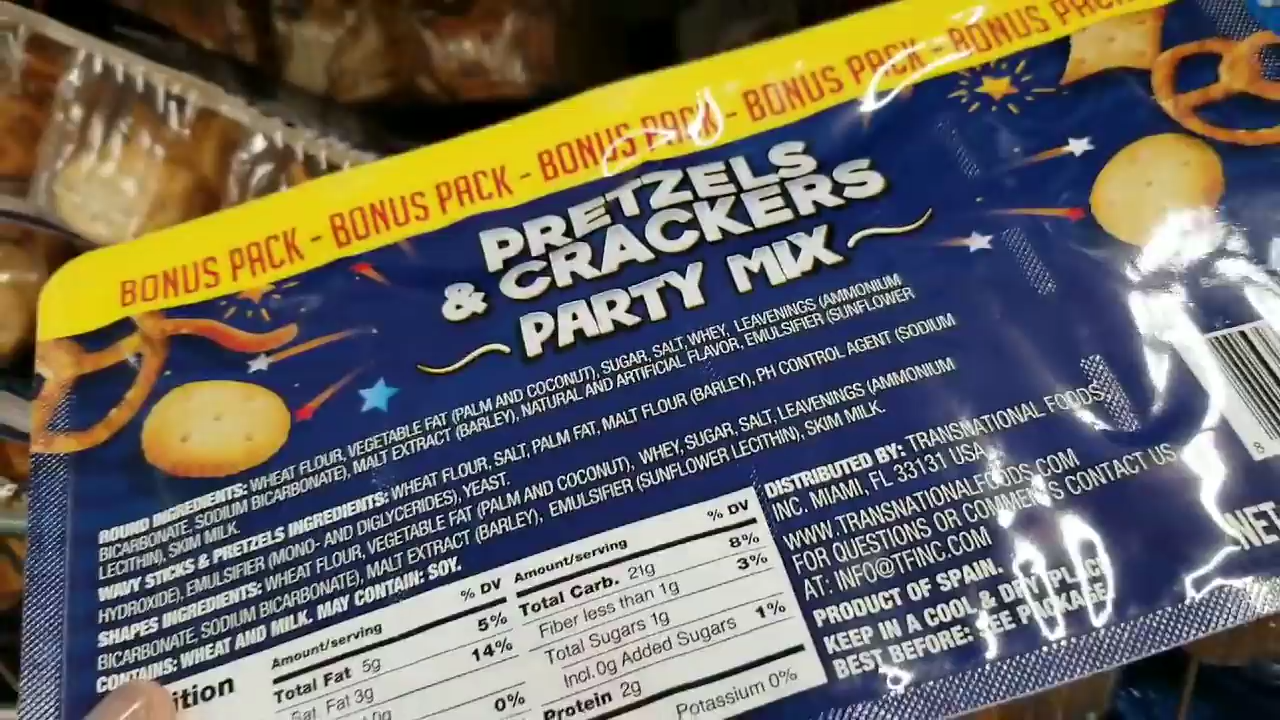 BONUS PACK - BONUS PACK - BONUS PACK - BONUS PACK - BONUS PACK
PRETZELS
& CRACKERS
PARTY MIX
ROUND INGREDIENTS: WHEAT FLOUR, VEGETABLE FAT (PALM AND COCONUT), SUGAR, SALT, WHEY, LEAVENINGS (AMMONIUM
BICARBONATE, SODIUM BICARBONATE), MALT EXTRACT (BARLEY), NATURAL AND ARTIFICIAL FLAVOR, EMULSIFIER (SUNFLOWER
LECITHIN), SKIM MILK.
WAVY STICKS & PRETZELS INGREDIENTS: WHEAT FLOUR, SALT, PALM FAT, MALT FLOUR (BARLEY), PH CONTROL AGENT (SODIUM
HYDROXIDE), EMULSIFIER (MONO- AND DIGLYCERIDES), YEAST.
SHAPES INGREDIENTS: WHEAT FLOUR, VEGETABLE FAT (PALM AND COCONUT), WHEY, SUGAR, SALT, LEAVENINGS (AMMONIUM
BICARBONATE, SODIUM BICARBONATE), MALT EXTRACT (BARLEY), EMULSIFIER (SUNFLOWER LECITHIN), SKIM MILK.
CONTAINS: WHEAT AND MILK. MAY CONTAIN: SOY.
ition
Amount/serving % DV
Total Fat 5g 5%
Sat. Fat 3g 14%
0%
Amount/serving % DV
Total Carb. 21g 8%
Fiber less than 1g 3%
Total Sugars 1g
Incl. 0g Added Sugars 1%
Protein 2g
Potassium 0%
DISTRIBUTED BY: TRANSNATIONAL FOODS,
INC. MIAMI, FL 33131 USA
WWW.TRANSNATIONALFOODS.COM
FOR QUESTIONS OR COMMENTS CONTACT US
AT: INFO@TFINC.COM
PRODUCT OF SPAIN.
KEEP IN A COOL & DRY PLACE
BEST BEFORE: SEE PACKAGE
8
NET